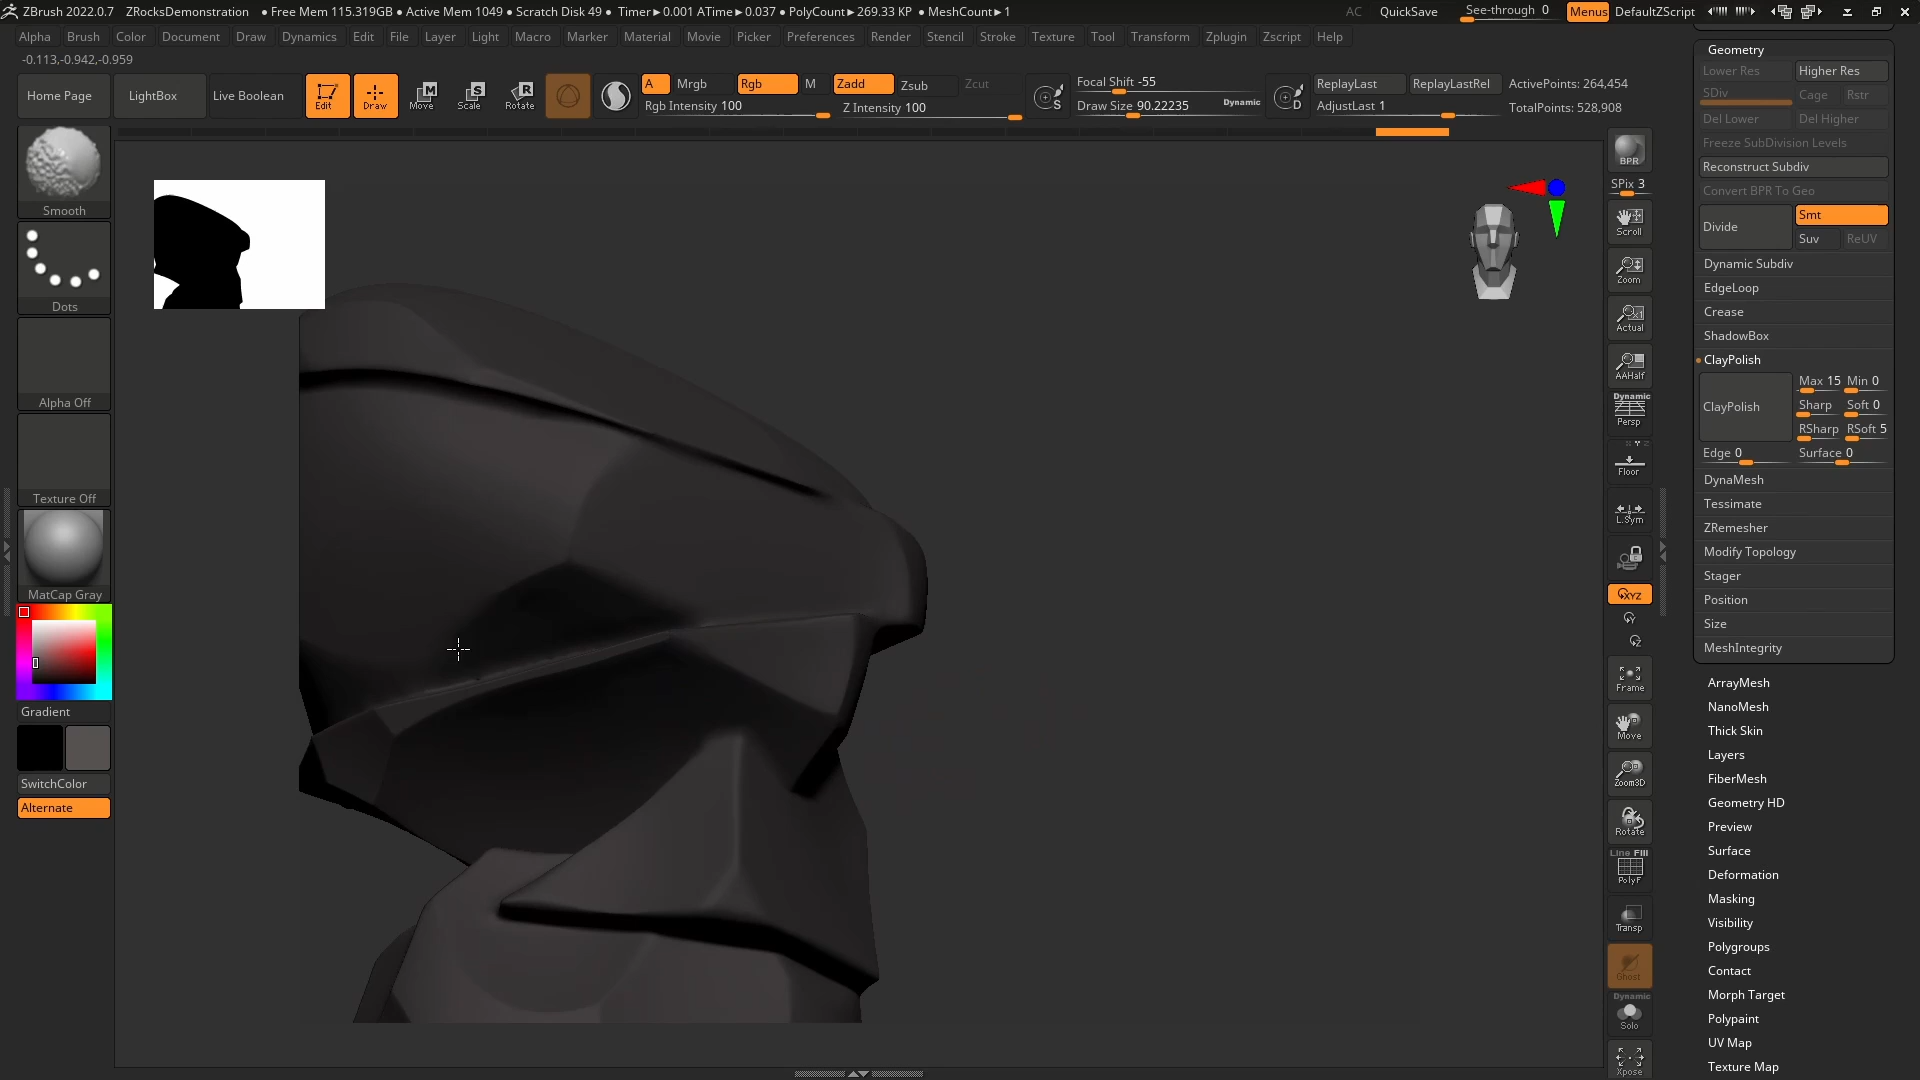 ZBrush 2022.0.7 ZRocksDemonstration • Free Mem 115.319GB • Active Mem 1049 • Scratch Disk 49 • Timer►0.001 ATime►0.037 • PolyCount►269.33 KP • MeshCount►1 AC QuickSave See-through 0 Menus DefaultZScript
Alpha Brush Color Document Draw Dynamics Edit File Layer Light Macro Marker Material Movie Picker Preferences Render Stencil Stroke Texture Tool Transform Zplugin Zscript Help
-0.113,-0.942,-0.959
Home Page LightBox Live Boolean Edit Draw Move Scale Rotate
M S R
A Mrgb Rgb M Zadd Zsub Zcut
Rgb Intensity 100 Z Intensity 100
S Focal Shift -55
Draw Size 90.22235 Dynamic
D ReplayLast ReplayLastRel ActivePoints: 264,454
AdjustLast 1 TotalPoints: 528,908
Smooth
Dots
Alpha Off
Texture Off
MatCap Gray
Gradient
SwitchColor
Alternate
BPR
SPix 3
Scroll
Zoom
Actual
AAHalf
Dynamic
Persp
Floor
L.Sym
XYZ
Y
Z
Frame
Move
Zoom3D
Rotate
Line Fill
PolyF
Transp
Ghost
Dynamic
Solo
Xpose
Geometry
Lower Res Higher Res
SDiv Cage Rstr
Del Lower Del Higher
Freeze SubDivision Levels
Reconstruct Subdiv
Convert BPR To Geo
Divide Smt
Suv ReUV
Dynamic Subdiv
EdgeLoop
Crease
ShadowBox
ClayPolish
ClayPolish Max 15 Min 0
Sharp Soft 0
RSharp RSoft 5
Edge 0 Surface 0
DynaMesh
Tessimate
ZRemesher
Modify Topology
Stager
Position
Size
MeshIntegrity
ArrayMesh
NanoMesh
Thick Skin
Layers
FiberMesh
Geometry HD
Preview
Surface
Deformation
Masking
Visibility
Polygroups
Contact
Morph Target
Polypaint
UV Map
Texture Map